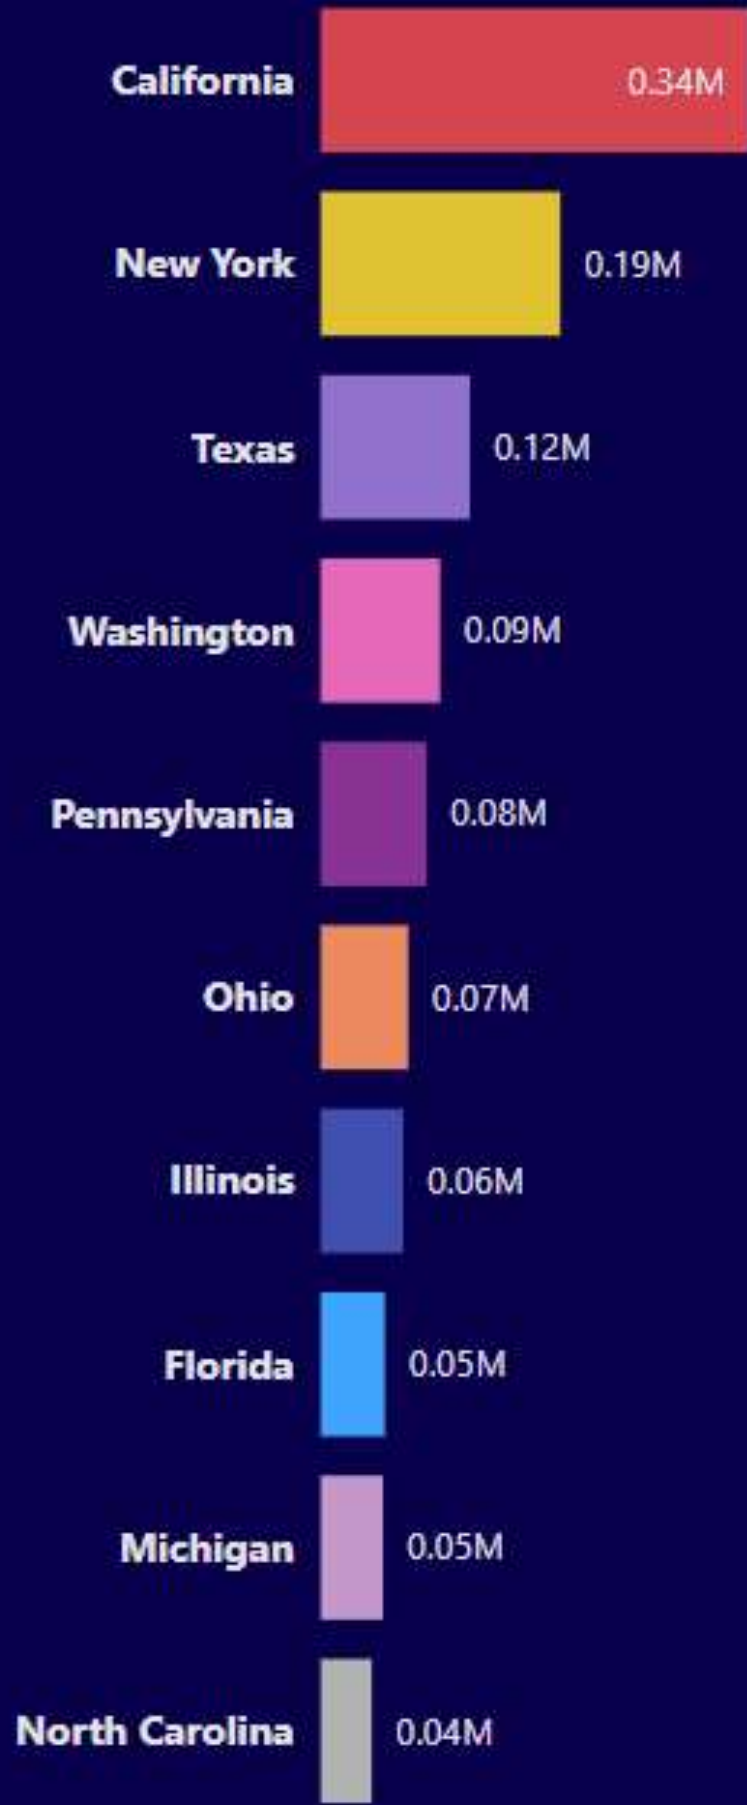 California 0.34M
New York 0.19M
Texas 0.12M
Washington 0.09M
Pennsylvania 0.08M
Ohio 0.07M
Illinois 0.06M
Florida 0.05M
Michigan 0.05M
North Carolina 0.04M